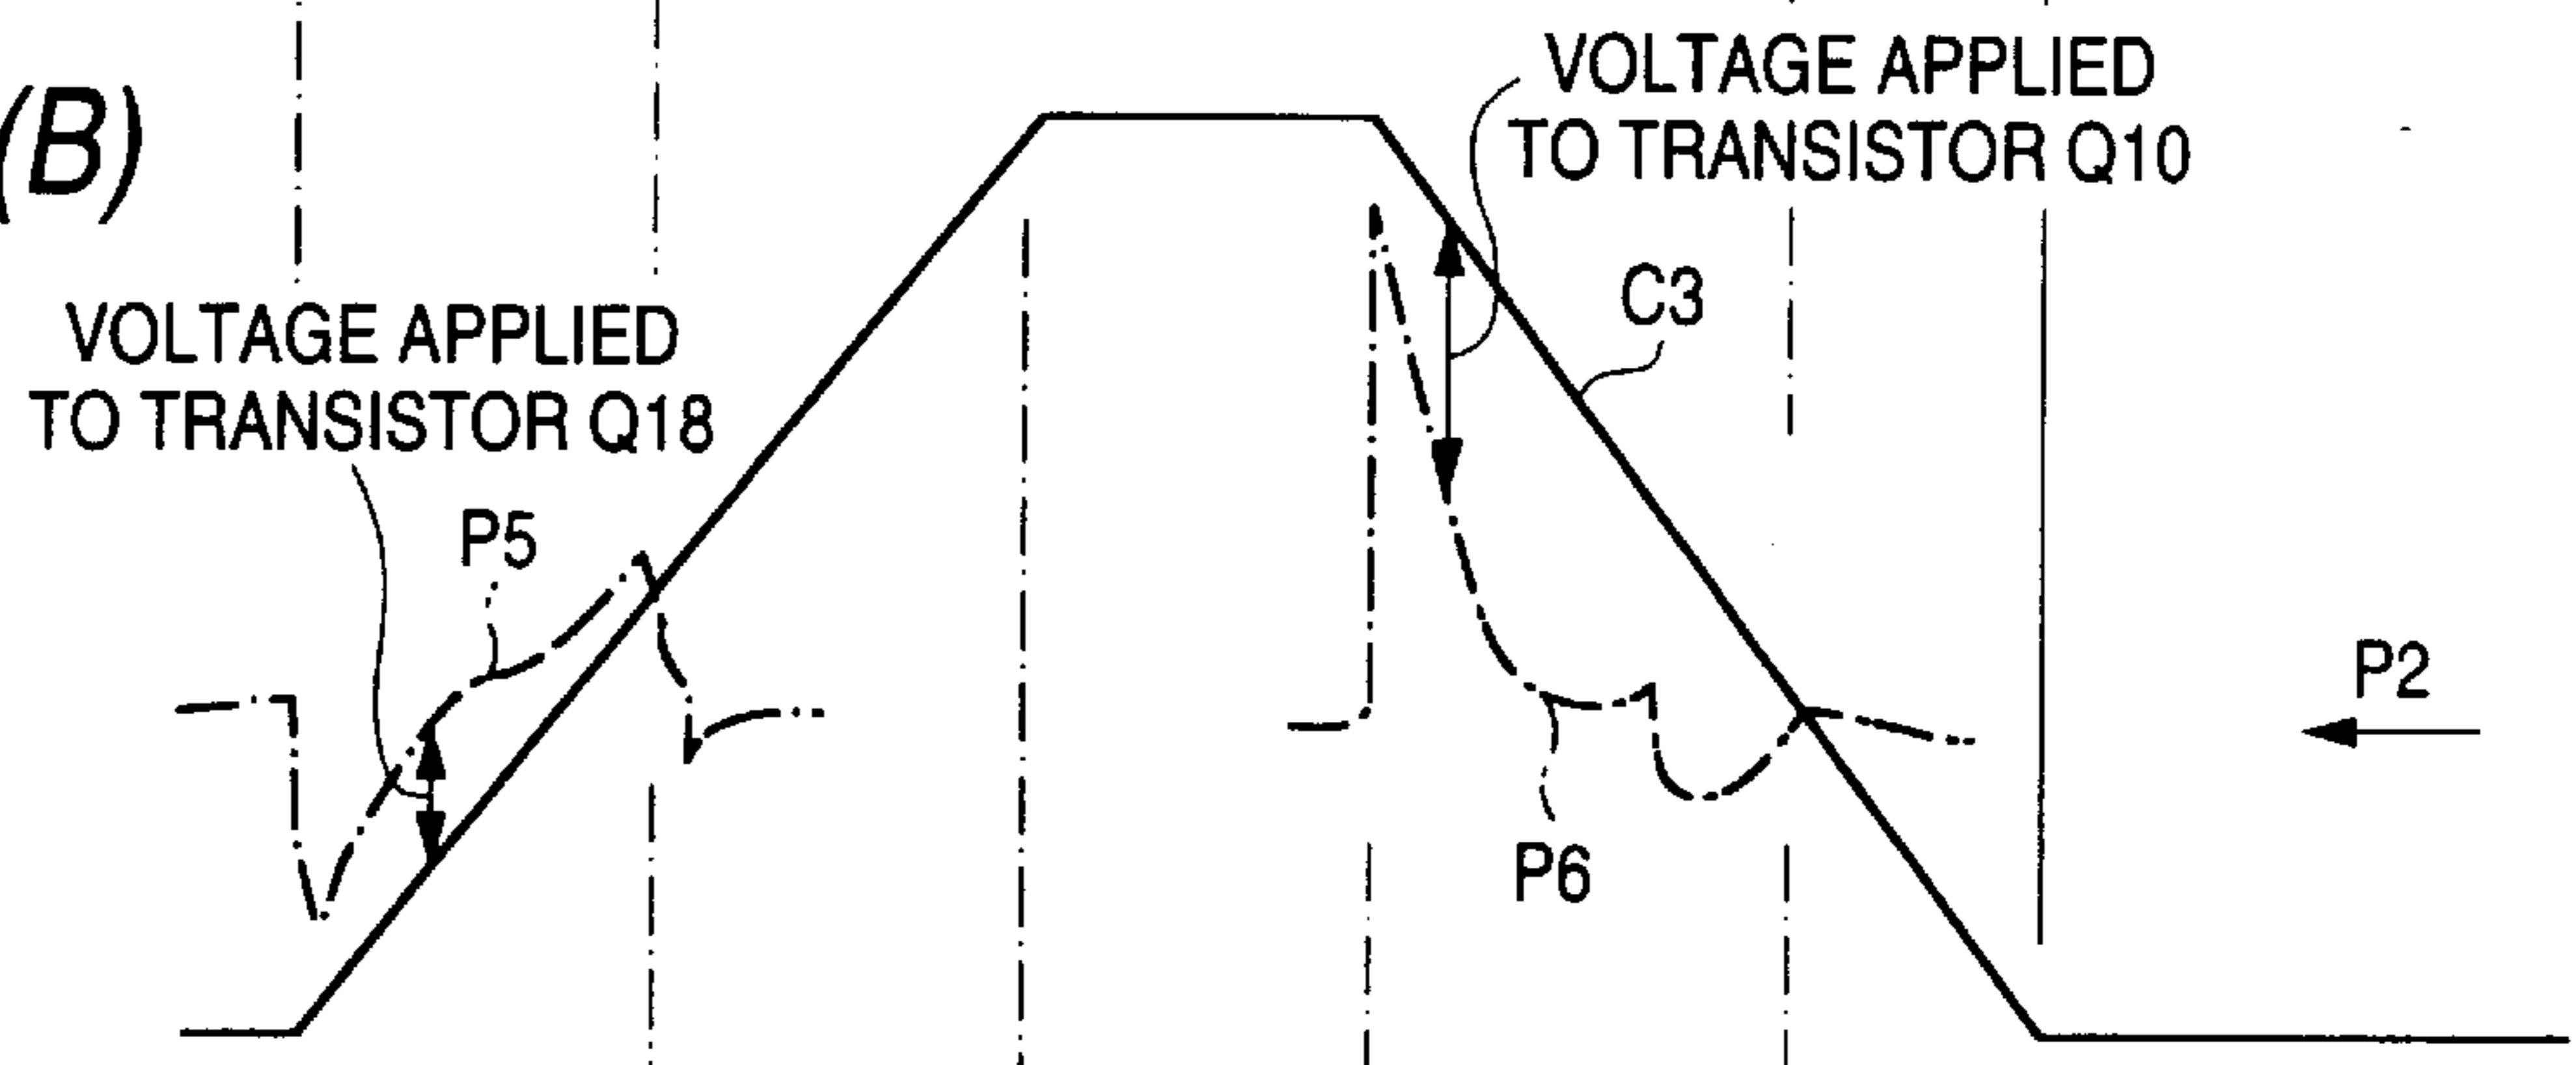 (B)
VOLTAGE APPLIED
TO TRANSISTOR Q10
C3
VOLTAGE APPLIED
TO TRANSISTOR Q18
P5
P2
P6